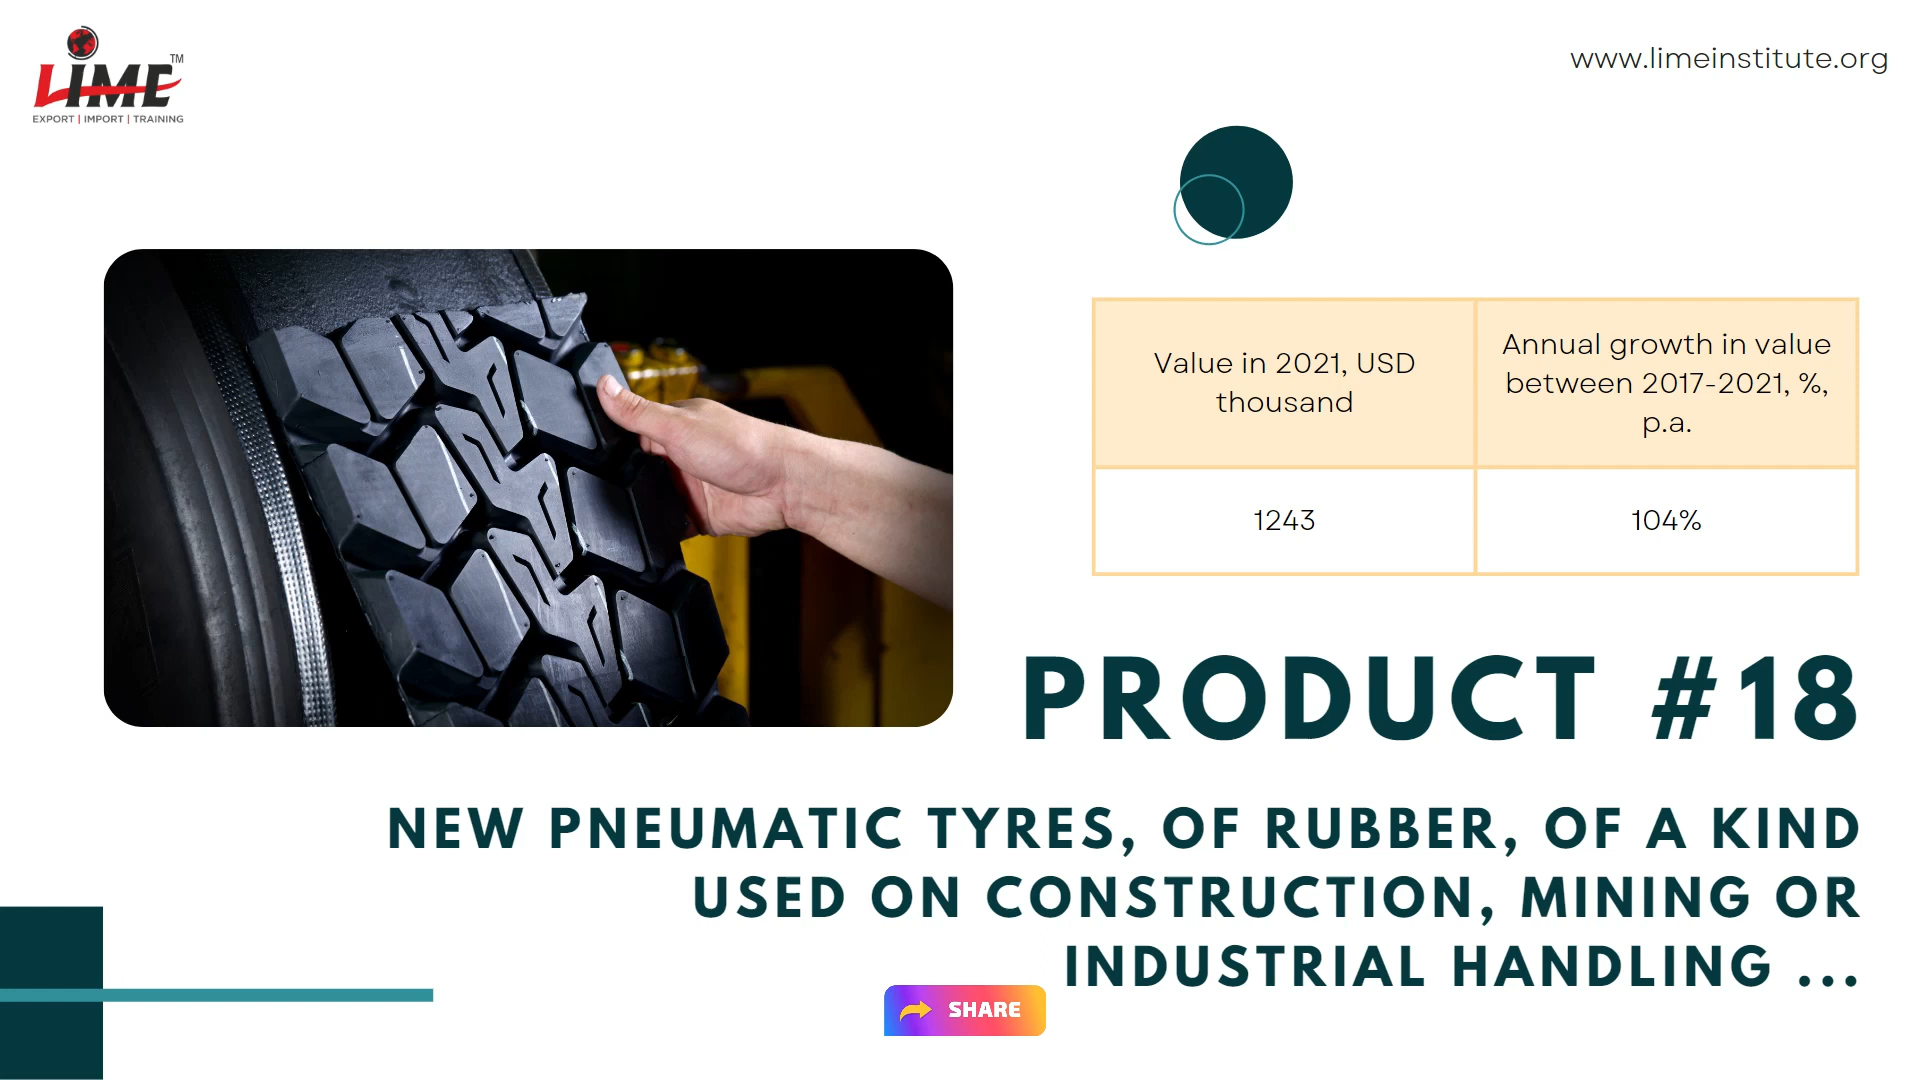 LIME TM
EXPORT | IMPORT | TRAINING
www.limeinstitute.org
Value in 2021, USD
thousand
Annual growth in value
between 2017-2021, %,
p.a.
1243
104%
PRODUCT #18
NEW PNEUMATIC TYRES, OF RUBBER, OF A KIND
USED ON CONSTRUCTION, MINING OR
INDUSTRIAL HANDLING ...
SHARE